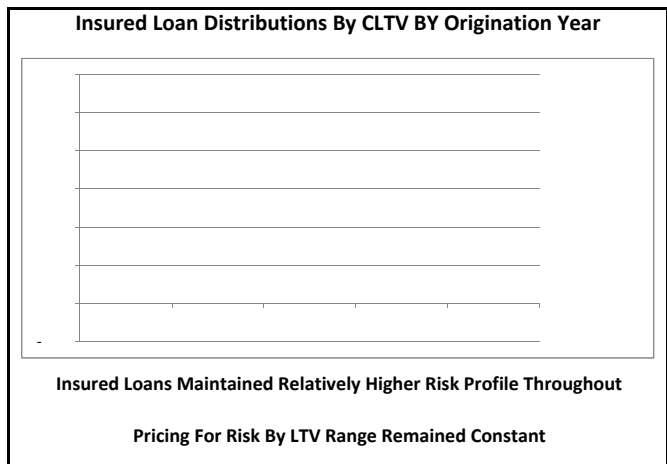 Insured Loan Distributions By CLTV BY Origination Year
-
Insured Loans Maintained Relatively Higher Risk Profile Throughout
Pricing For Risk By LTV Range Remained Constant